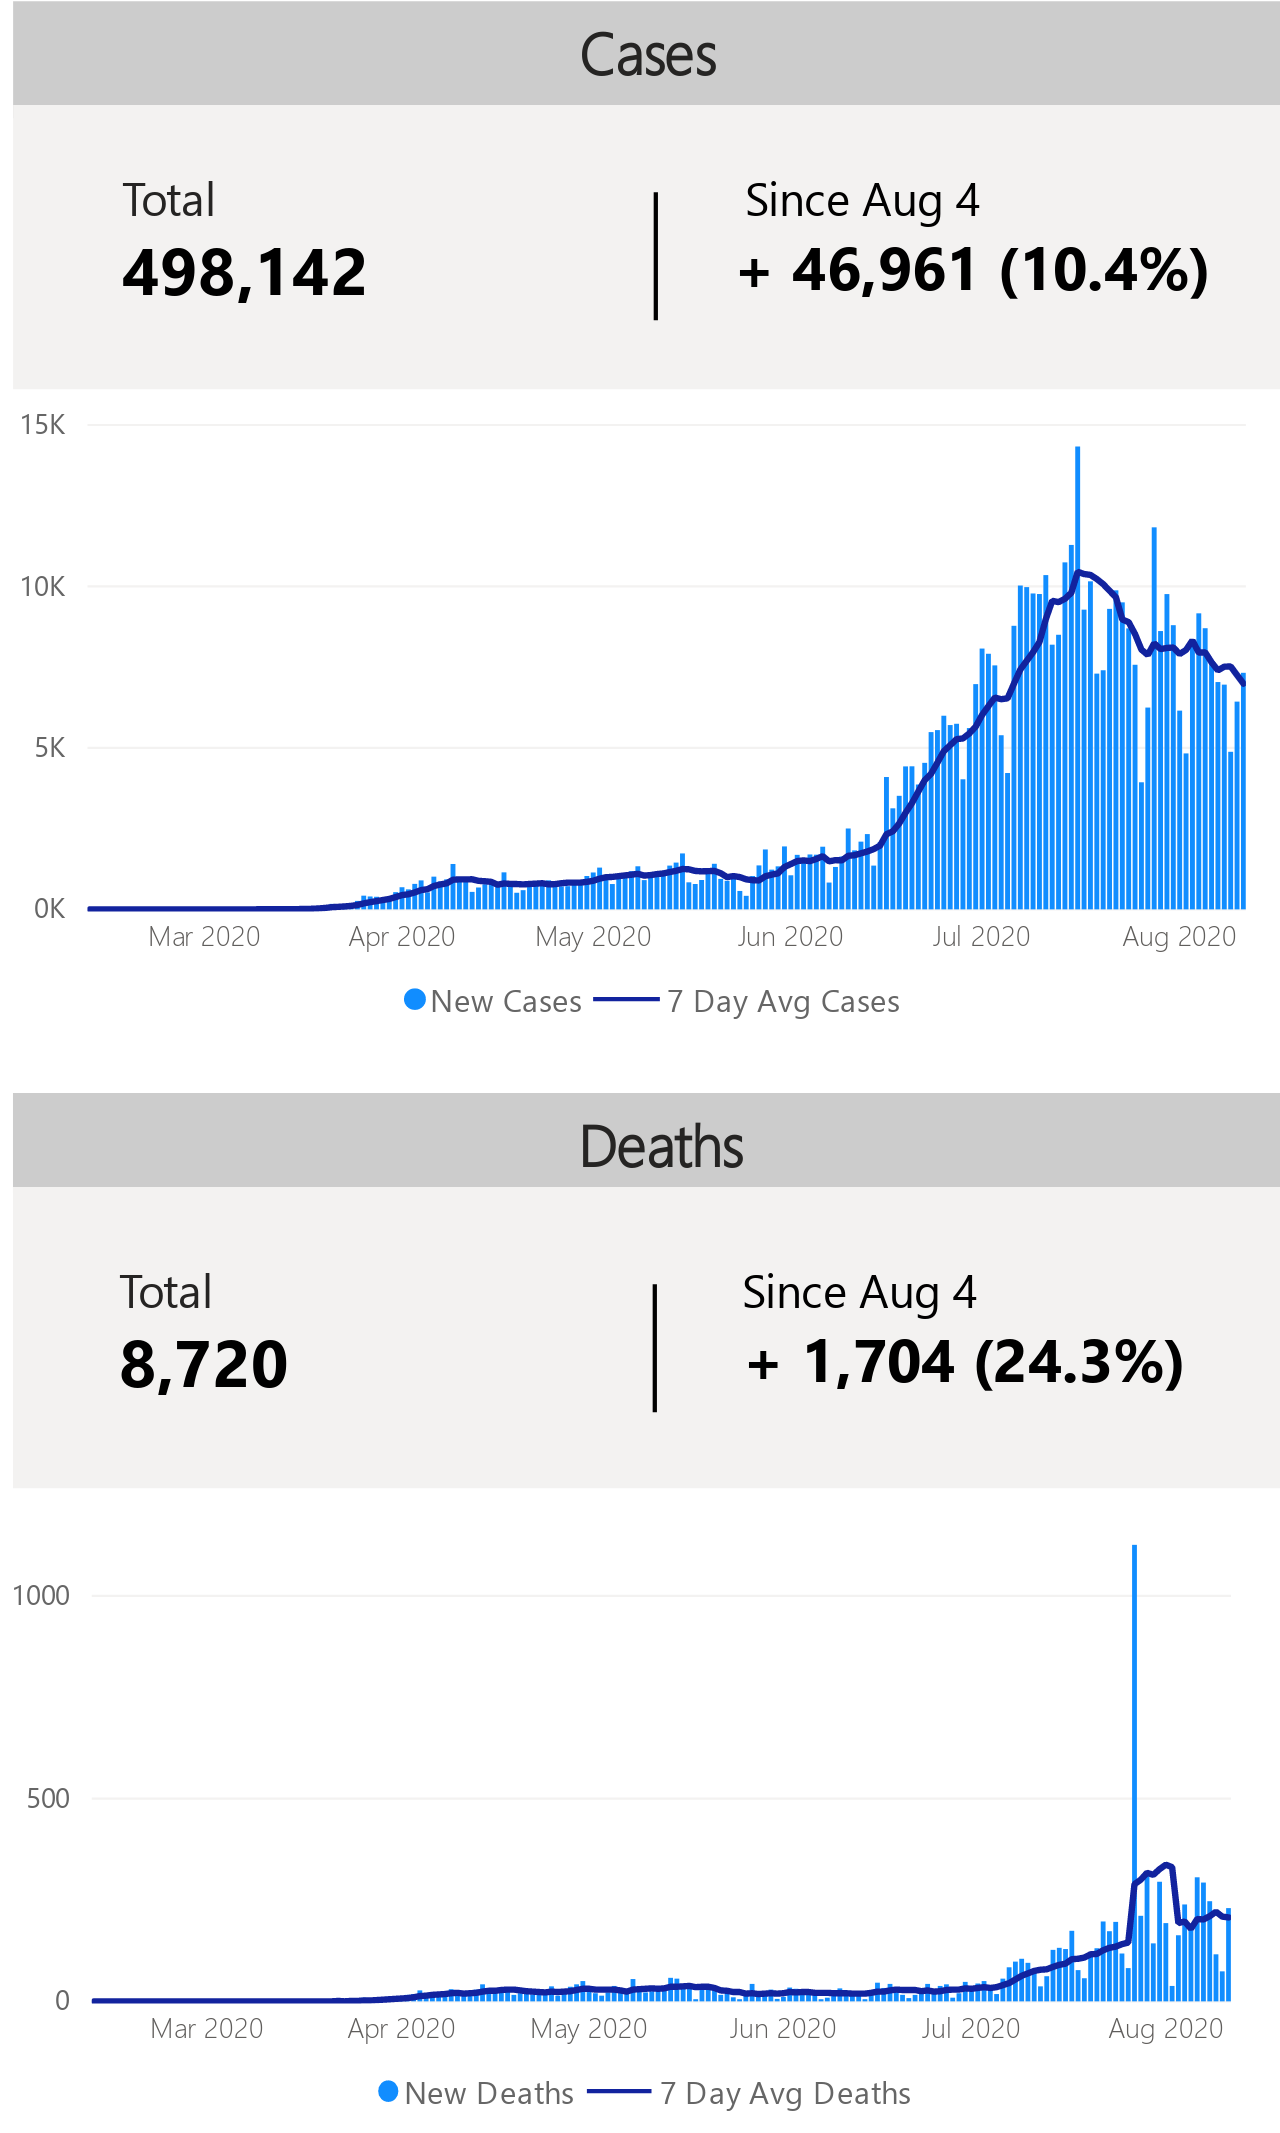 Cases
Total
Since Aug 4
498,142
+ 46,961 (10.4%)
15K
10K
5K
0K
Mar 2020 Apr 2020 May 2020 Jun 2020 Jul 2020 Aug 2020
New Cases 7 Day Avg Cases
Deaths
Total
Since Aug 4
8,720
+ 1,704 (24.3%)
1000
500
0
Mar 2020 Apr 2020 May 2020 Jun 2020 Jul 2020 Aug 2020
New Deaths 7 Day Avg Deaths